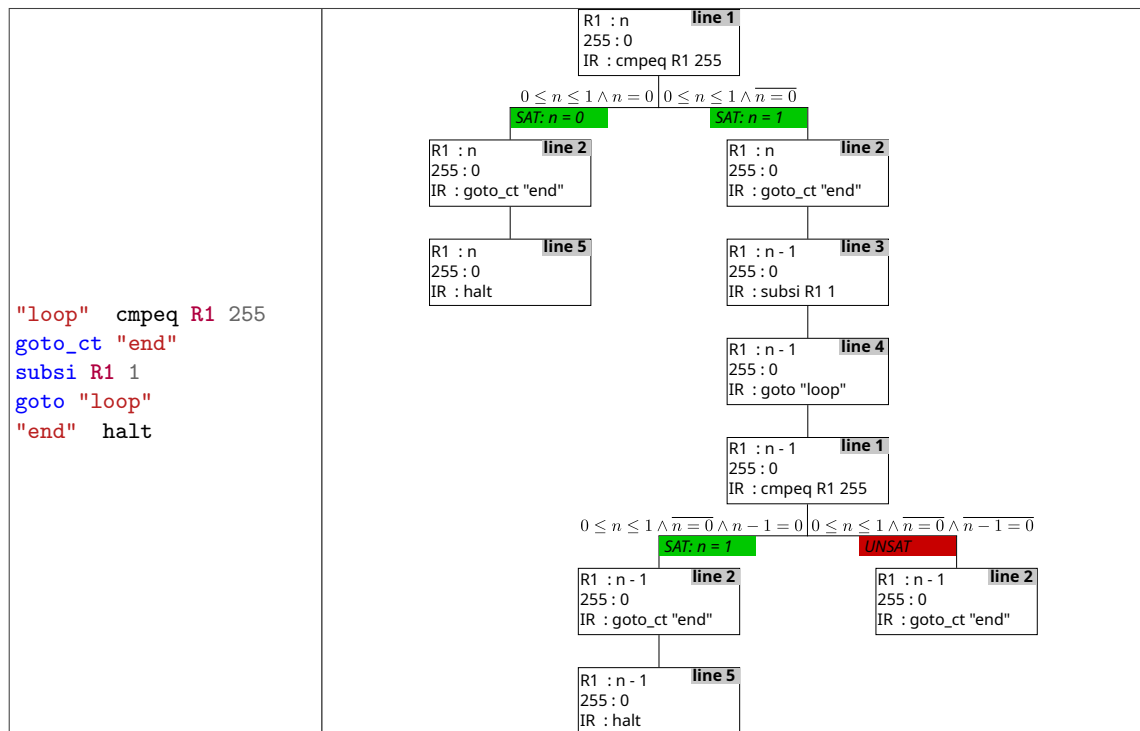 "loop" cmpeq R1 255
goto_ct "end"
subsi R1 1
goto "loop"
"end" halt
R1 : n line 1
255 : 0
IR : cmpeq R1 255
0 ≤ n ≤ 1 ∧ n = 0 0 ≤ n ≤ 1 ∧ n̅ ̅=̅ ̅0̅
SAT: n = 0 SAT: n = 1
R1 : n line 2
255 : 0
IR : goto_ct "end"
R1 : n line 2
255 : 0
IR : goto_ct "end"
R1 : n line 5
255 : 0
IR : halt
R1 : n - 1 line 3
255 : 0
IR : subsi R1 1
R1 : n - 1 line 4
255 : 0
IR : goto "loop"
R1 : n - 1 line 1
255 : 0
IR : cmpeq R1 255
0 ≤ n ≤ 1 ∧ n̅ ̅=̅ ̅0̅ ∧ n − 1 = 0 0 ≤ n ≤ 1 ∧ n̅ ̅=̅ ̅0̅ ∧ n̅ ̅−̅ ̅1̅ ̅=̅ ̅0̅
SAT: n = 1 UNSAT
R1 : n - 1 line 2
255 : 0
IR : goto_ct "end"
R1 : n - 1 line 2
255 : 0
IR : goto_ct "end"
R1 : n - 1 line 5
255 : 0
IR : halt